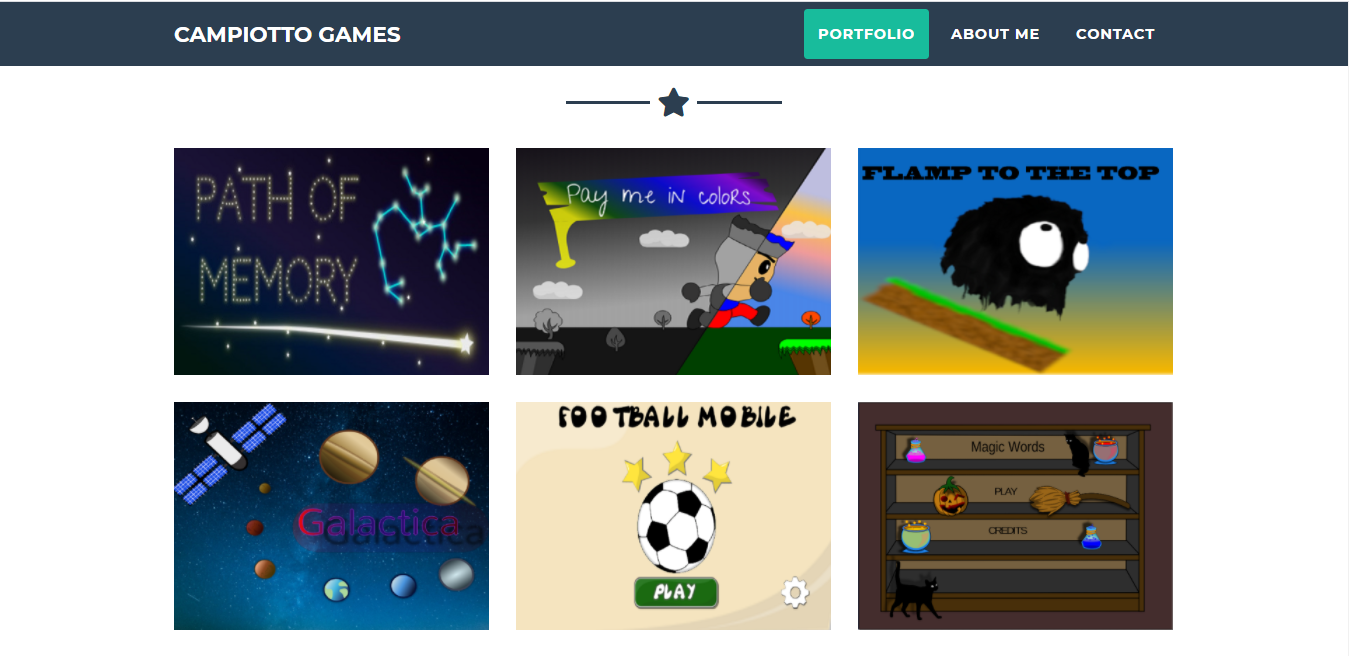 CAMPIOTTO GAMES
PORTFOLIO
ABOUT ME
CONTACT
PATH OF
MEMORY
Pay me in colors
FLAMP TO THE TOP
Galactica
FOOTBALL MOBILE
PLAY
Magic Words
PLAY
CREDITS